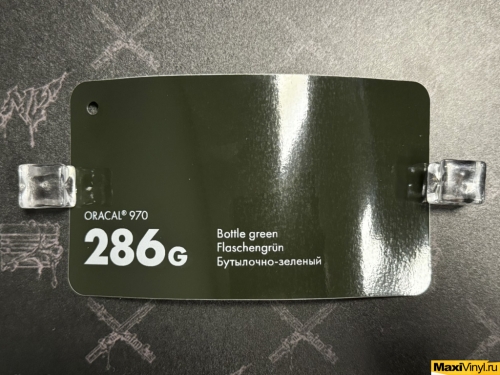 ORACAL® 970
286G
Bottle green
Flaschengrün
Бутылочно-зеленый
MaxiVinyl.ru